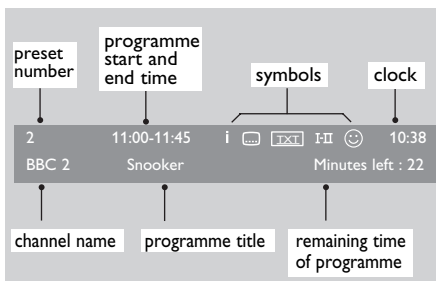 preset
number
programme
start and
end time
symbols
clock
2 11:00-11:45 i .... TXT I-II 10:38
BBC 2 Snooker Minutes left : 22
channel name
programme title
remaining time
of programme